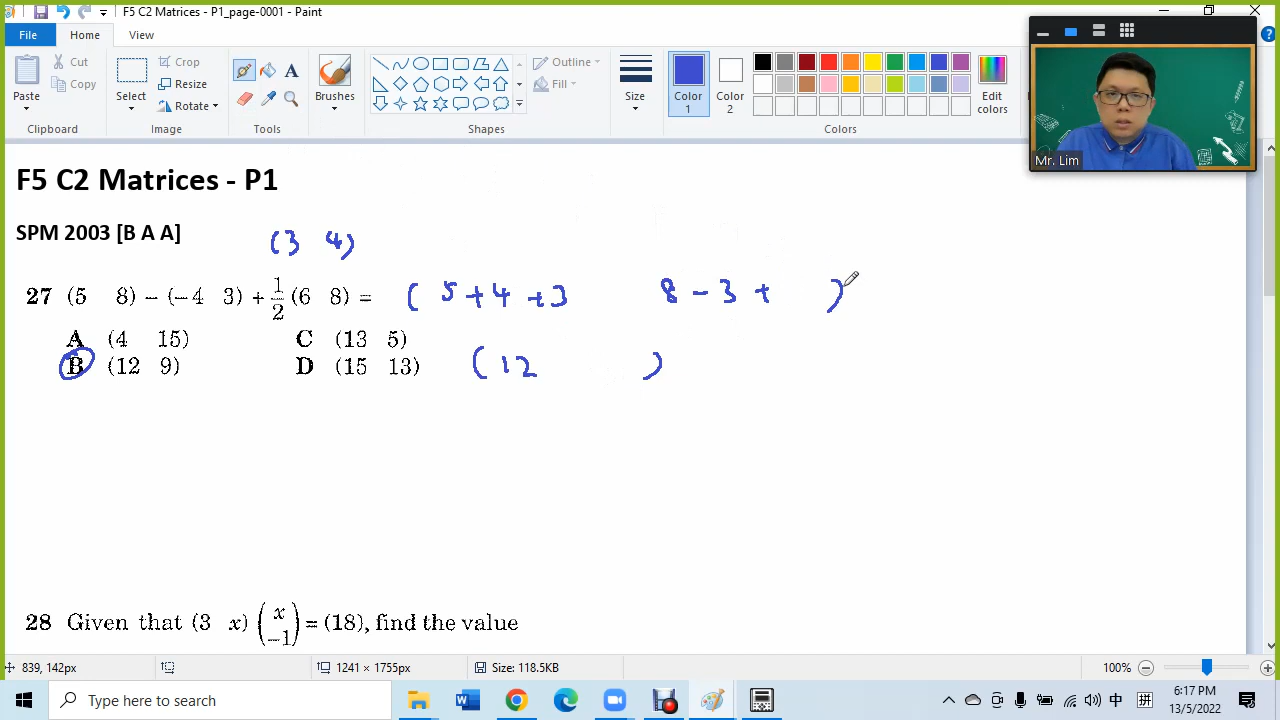 F5 C2 Matrices - P1_page-0001 - Paint
File Home View
Paste Cut Copy Clipboard
Select Crop Resize Rotate Image
A Tools
Brushes
Outline Fill Shapes
Size
Color 1 Color 2 Edit colors Colors
Mr. Lim
F5 C2 Matrices - P1
SPM 2003 [B A A]
(3 4)
27 (5 8) – (–4 3) + 1/2 (6 8) = ( 5 + 4 + 3 8 – 3 + )
A (4 15) C (13 5)
B (12 9) D (15 13) ( 12 )
28 Given that (3 x) (x –1) = (18), find the value
839, 142px 1241 × 1755px Size: 118.5KB 100%
Type here to search
中 拼 6:17 PM
13/5/2022